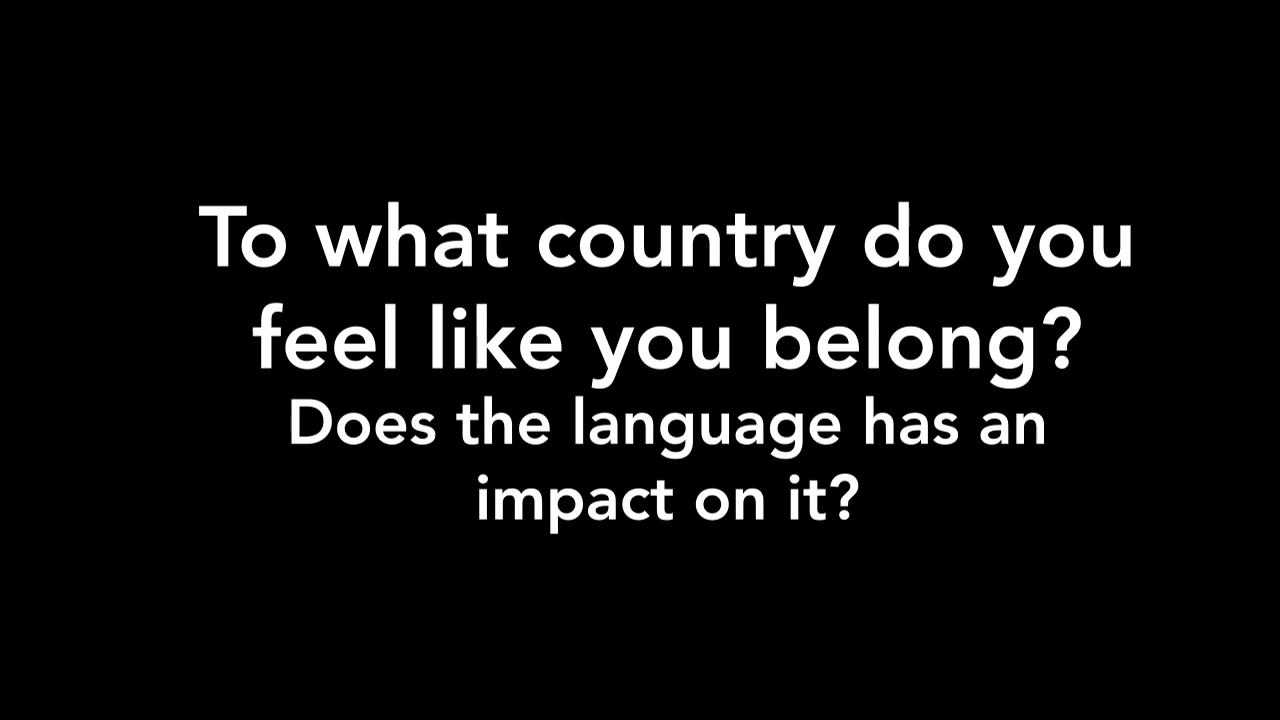 To what country do you
feel like you belong?
Does the language has an
impact on it?